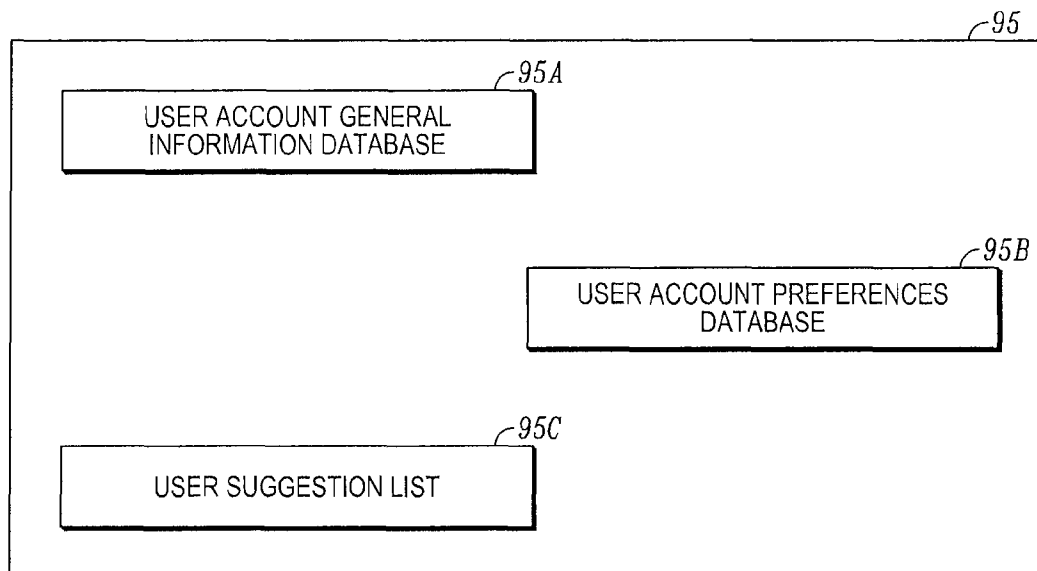 95
95A
USER ACCOUNT GENERAL
INFORMATION DATABASE
95B
USER ACCOUNT PREFERENCES
DATABASE
95C
USER SUGGESTION LIST